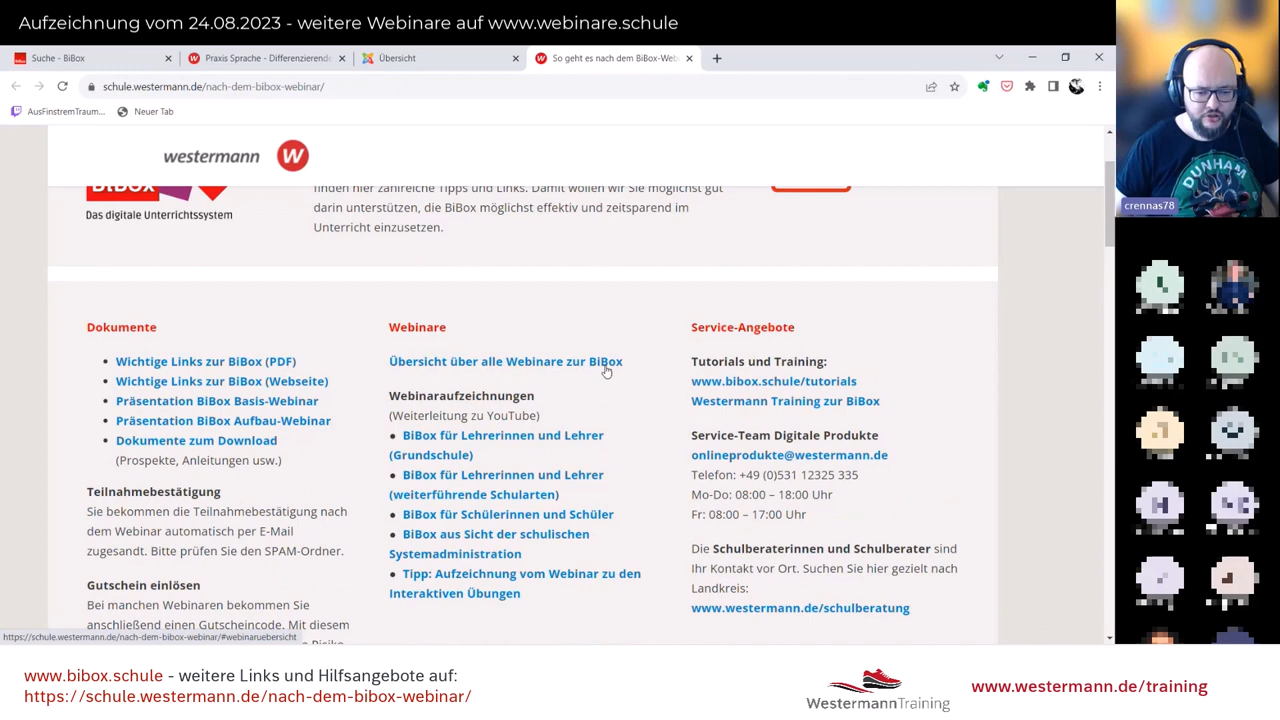 Aufzeichnung vom 24.08.2023 - weitere Webinare auf www.webinare.schule
Suche - BiBox
Praxis Sprache - Differenzierend
Übersicht
So geht es nach dem BiBox-Web
schule.westermann.de/nach-dem-bibox-webinar/
AusFinstremTraum...
Neuer Tab
westermann W
crennas78
DUNHAM
BiBox
Das digitale Unterrichtssystem
finden hier zahlreiche Tipps und Links. Damit wollen wir Sie möglichst gut
darin unterstützen, die BiBox möglichst effektiv und zeitsparend im
Unterricht einzusetzen.
Dokumente
Wichtige Links zur BiBox (PDF)
Wichtige Links zur BiBox (Webseite)
Präsentation BiBox Basis-Webinar
Präsentation BiBox Aufbau-Webinar
Dokumente zum Download
(Prospekte, Anleitungen usw.)
Teilnahmebestätigung
Sie bekommen die Teilnahmebestätigung nach
dem Webinar automatisch per E-Mail
zugesandt. Bitte prüfen Sie den SPAM-Ordner.
Gutschein einlösen
Bei manchen Webinaren bekommen Sie
anschließend einen Gutscheincode. Mit diesem
Webinare
Übersicht über alle Webinare zur BiBox
Webinaraufzeichnungen
(Weiterleitung zu YouTube)
BiBox für Lehrerinnen und Lehrer
(Grundschule)
BiBox für Lehrerinnen und Lehrer
(weiterführende Schularten)
BiBox für Schülerinnen und Schüler
BiBox aus Sicht der schulischen
Systemadministration
Tipp: Aufzeichnung vom Webinar zu den
Interaktiven Übungen
Service-Angebote
Tutorials und Training:
www.bibox.schule/tutorials
Westermann Training zur BiBox
Service-Team Digitale Produkte
onlineprodukte@westermann.de
Telefon: +49 (0)531 12325 335
Mo-Do: 08:00 – 18:00 Uhr
Fr: 08:00 – 17:00 Uhr
Die Schulberaterinnen und Schulberater sind
Ihr Kontakt vor Ort. Suchen Sie hier gezielt nach
Landkreis:
www.westermann.de/schulberatung
https://schule.westermann.de/nach-dem-bibox-webinar/#webinaruebersicht
www.bibox.schule - weitere Links und Hilfsangebote auf:
https://schule.westermann.de/nach-dem-bibox-webinar/
WestermannTraining
www.westermann.de/training